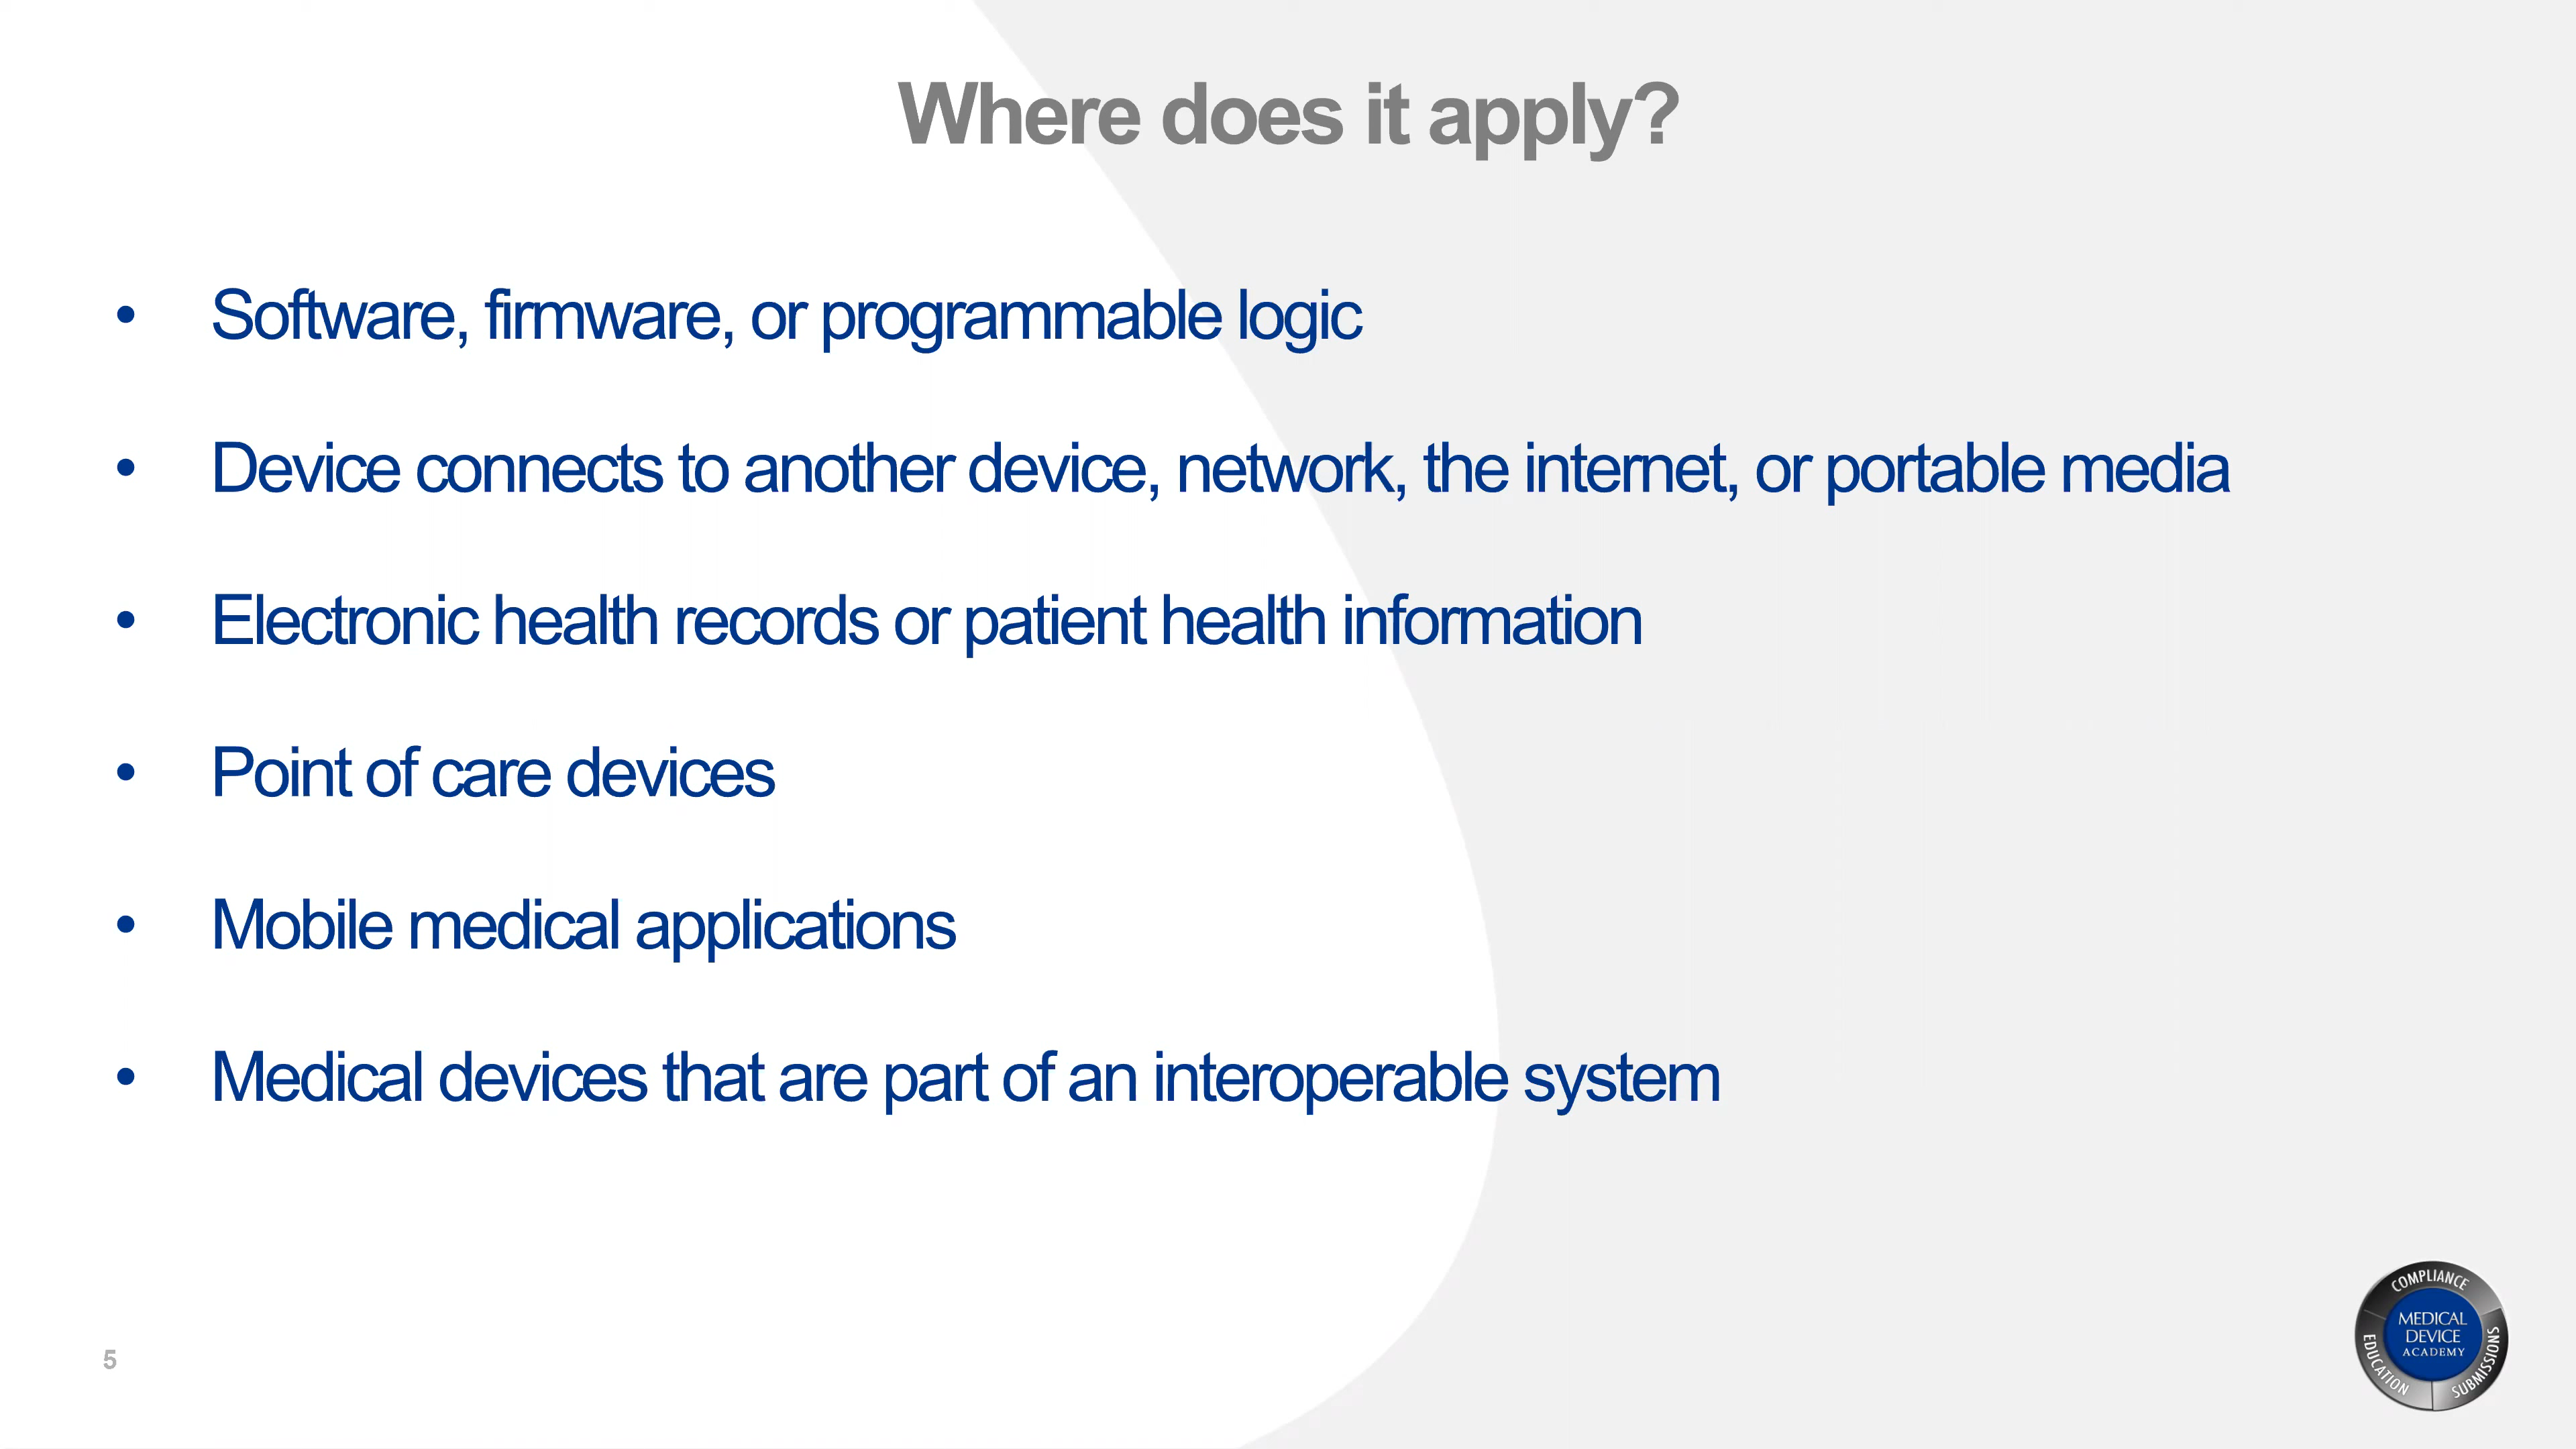 Where does it apply?
• Software, firmware, or programmable logic
• Device connects to another device, network, the internet, or portable media
• Electronic health records or patient health information
• Point of care devices
• Mobile medical applications
• Medical devices that are part of an interoperable system
5
COMPLIANCE
MEDICAL
DEVICE
ACADEMY
EDUCATION
SUBMISSIONS